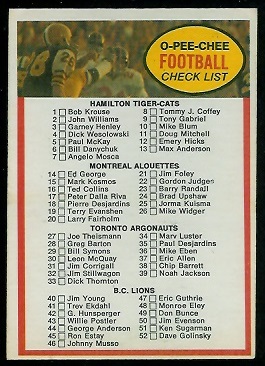 O-PEE-CHEE
FOOTBALL
CHECK LIST
HAMILTON TIGER-CATS
1 Bob Krouse 8 Tommy J. Coffey
2 John Williams 9 Tony Gabriel
3 Garney Henley 10 Mike Blum
4 Dick Wesolowski 11 Doug Mitchell
5 Paul McKay 12 Emery Hicks
6 Bill Danychuk 13 Max Anderson
7 Angelo Mosca
MONTREAL ALOUETTES
14 Ed George 21 Jim Foley
15 Mark Kosmos 22 Gordon Judges
16 Ted Collins 23 Barry Randall
17 Peter Dalla Riva 24 Brad Upshaw
18 Pierre Desjardins 25 Jorma Salmi
19 Terry Evanshen 26 Mike Widger
20 Larry Fairholm
TORONTO ARGONAUTS
27 Joe Theismann 34 Marv Luster
28 Greg Barton 35 Paul Desjardins
29 Bill Symons 36 Mike Eben
30 Leon McQuay 37 Eric Allen
31 Jim Corrigall 38 Chip Barrett
32 Jim Stillwagon 39 Noah Jackson
33 Dick Thornton
B.C. LIONS
40 Jim Young 47 Eric Guthrie
41 Trev Ekdahl 48 Monroe Eley
42 G. Hunsperger 49 Don Bunce
43 Willie Postler 50 Jim Evenson
44 George Anderson 51 Ken Sugarman
45 Ron Estay 52 Dave Golinsky
46 Johnny Musso